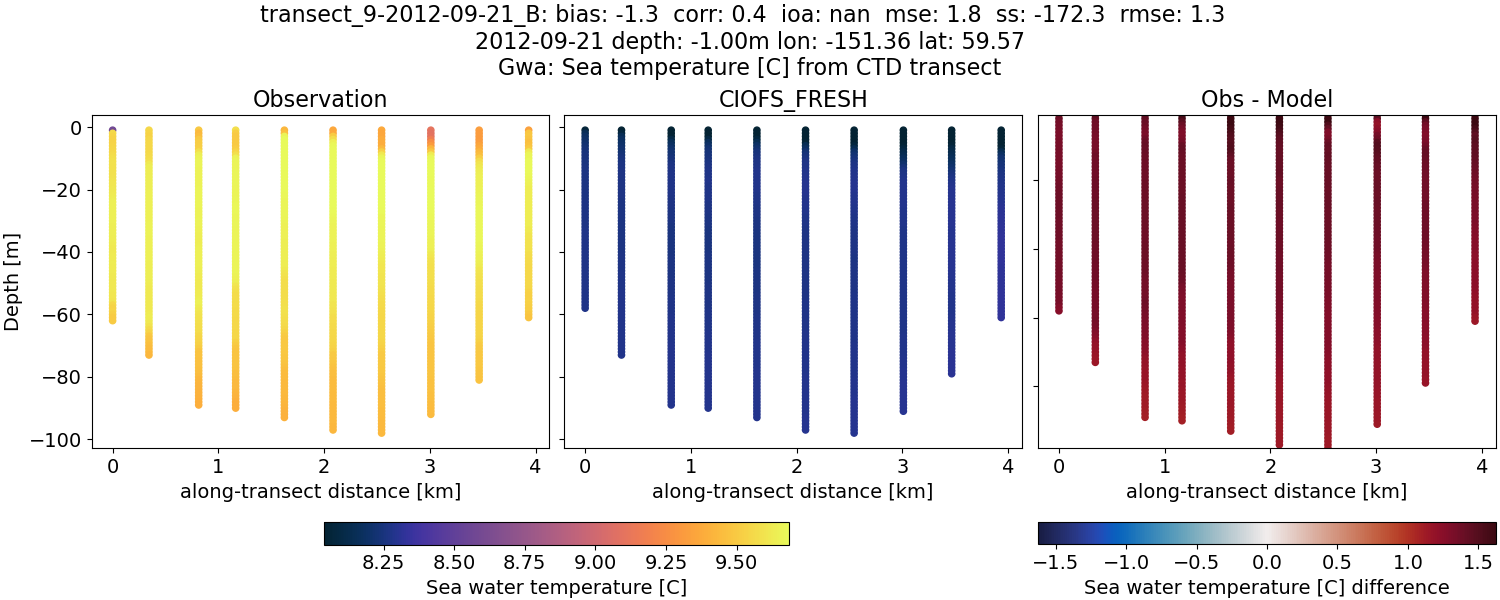 transect_9-2012-09-21_B: bias: -1.3  corr: 0.4  ioa: nan  mse: 1.8  ss: -172.3  rmse: 1.3
2012-09-21 depth: -1.00m lon: -151.36 lat: 59.57
Gwa: Sea temperature [C] from CTD transect
Observation
CIOFS_FRESH
Obs - Model
Depth [m]
0
−20
−40
−60
−80
−100
0 1 2 3 4
0 1 2 3 4
0 1 2 3 4
along-transect distance [km]
along-transect distance [km]
along-transect distance [km]
8.25 8.50 8.75 9.00 9.25 9.50
Sea water temperature [C]
−1.5 −1.0 −0.5 0.0 0.5 1.0 1.5
Sea water temperature [C] difference